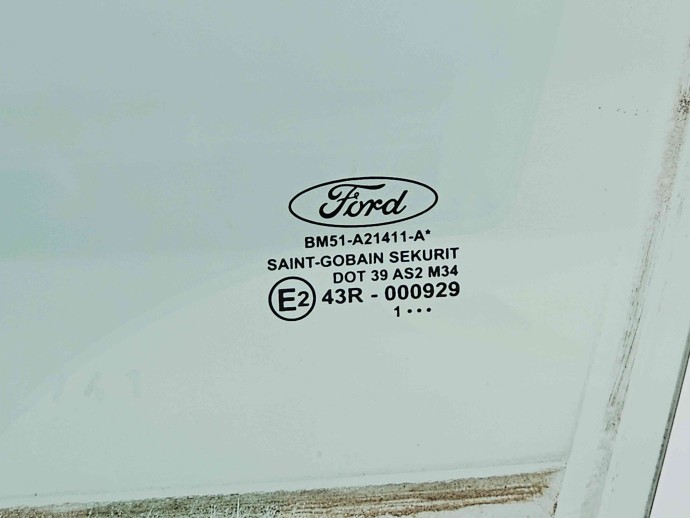 Ford
BM51-A21411-A*
SAINT-GOBAIN SEKURIT
DOT 39 AS2 M34
E2 43R - 000929
1 •••